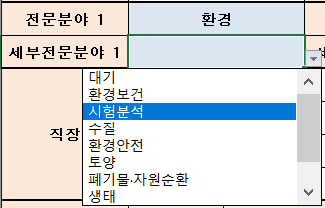 전문분야 1 환경
세부전문분야 1
직장
대기
환경보건
시험분석
수질
환경안전
토양
폐기물·자원순환
생태